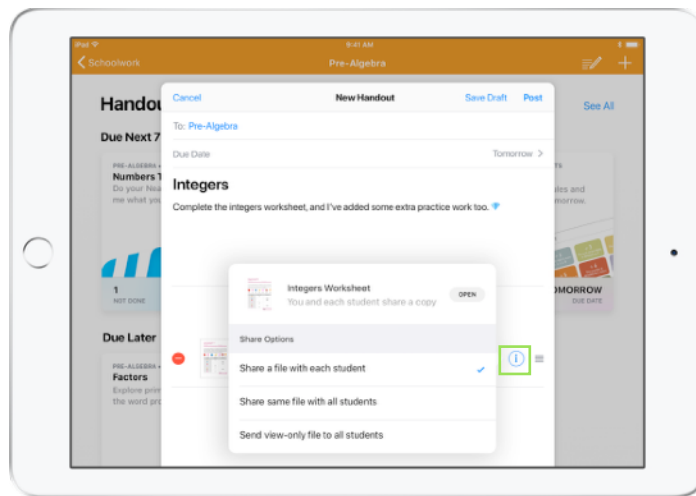 iPad
9:41 AM
Schoolwork
Pre-Algebra
Handou
See All
Due Next 7
PRE-ALGEBRA
Numbers T
Do your Nea
me what you
1
NOT DONE
Due Later
PRE-ALGEBRA
Factors
Explore prim
the word pro
Cancel
New Handout
Save Draft
Post
To: Pre-Algebra
Due Date
Tomorrow
Integers
Complete the integers worksheet, and I've added some extra practice work too.
Integers Worksheet
You and each student share a copy
OPEN
Share Options
Share a file with each student
Share same file with all students
Send view-only file to all students
TS
ules and
morrow.
OMORROW
DUE DATE